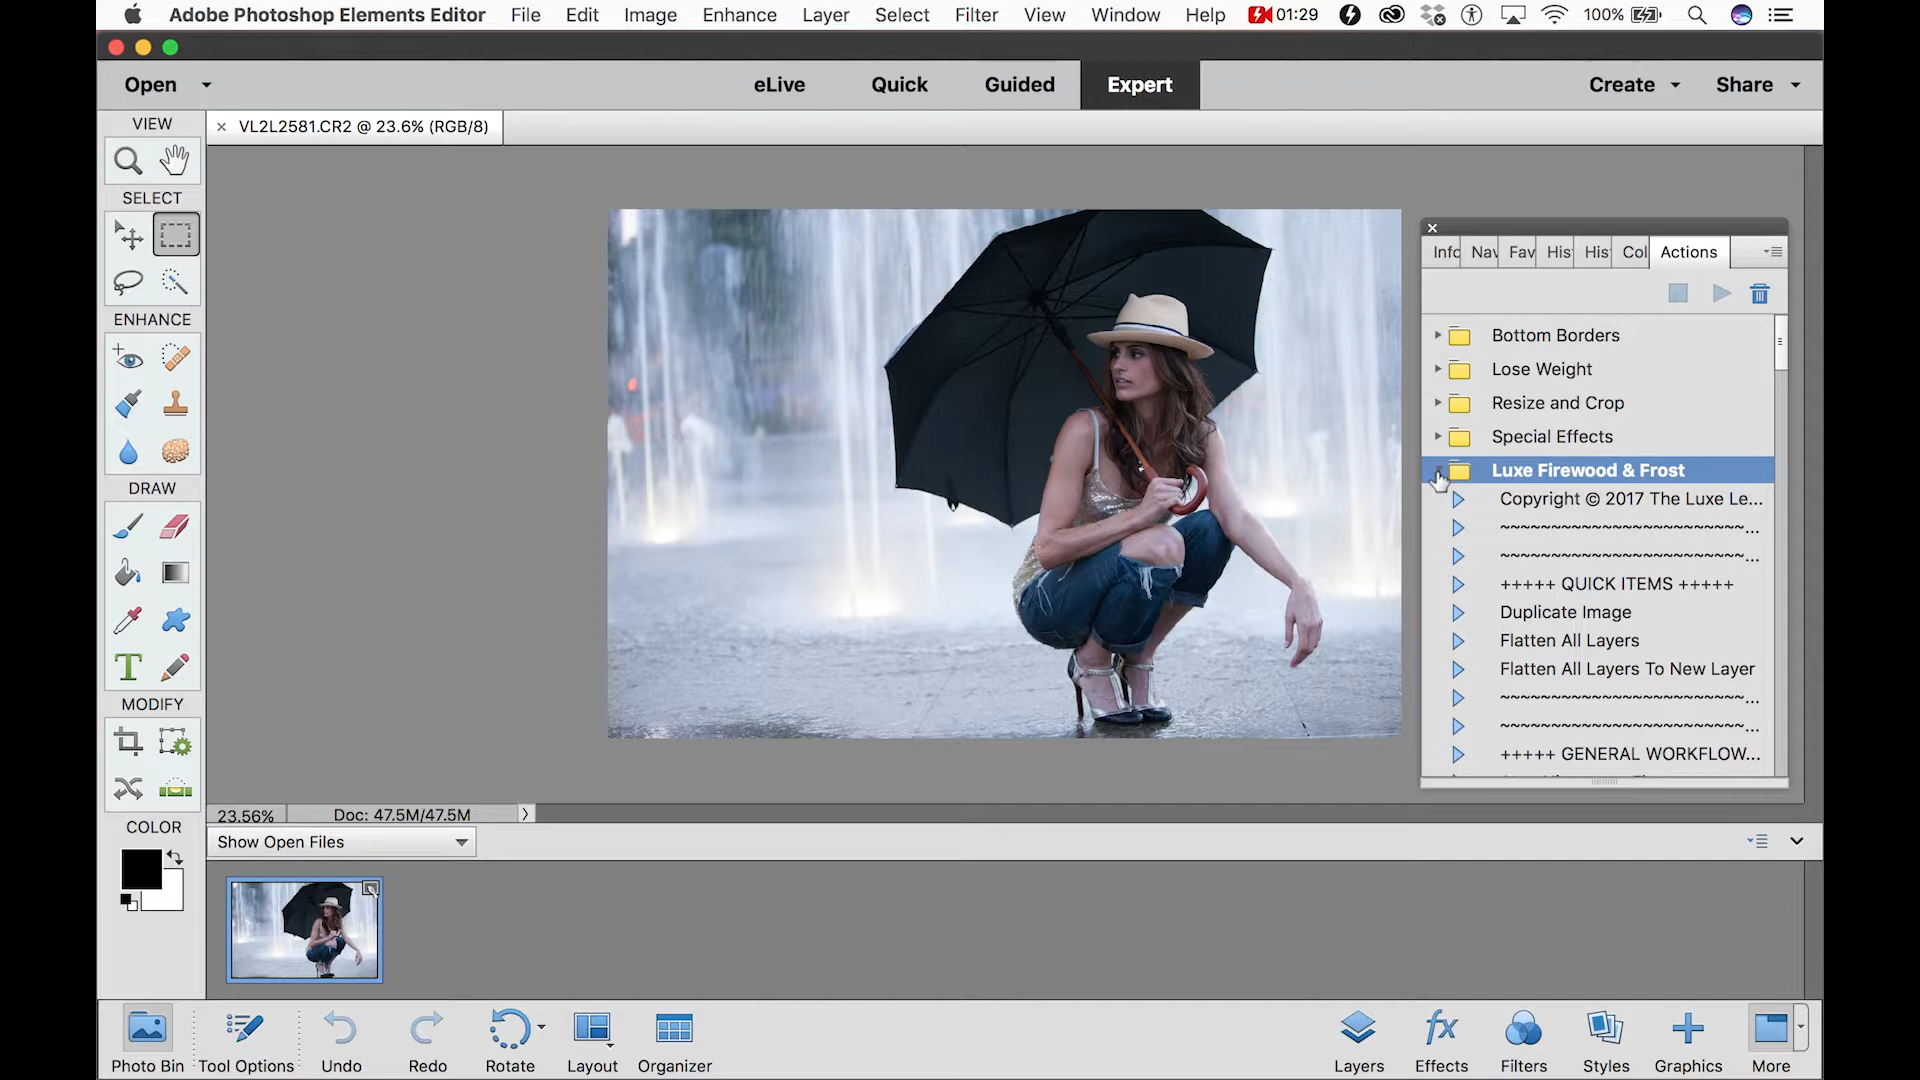 Adobe Photoshop Elements Editor File Edit Image Enhance Layer Select Filter View Window Help 01:29 100%
Open eLive Quick Guided Expert Create Share
VIEW
× VL2L2581.CR2 @ 23.6% (RGB/8)
SELECT
ENHANCE
DRAW
T
MODIFY
COLOR
Info Nav Fav His His Col Actions
Bottom Borders
Lose Weight
Resize and Crop
Special Effects
Luxe Firewood & Frost
Copyright © 2017 The Luxe Le...
~~~~~~~~~~~~~~~~~~~~~~~~...
~~~~~~~~~~~~~~~~~~~~~~~~...
+++++ QUICK ITEMS +++++
Duplicate Image
Flatten All Layers
Flatten All Layers To New Layer
~~~~~~~~~~~~~~~~~~~~~~~~...
~~~~~~~~~~~~~~~~~~~~~~~~...
+++++ GENERAL WORKFLOW...
23.56% Doc: 47.5M/47.5M
Show Open Files
Photo Bin Tool Options Undo Redo Rotate Layout Organizer Layers Effects Filters Styles Graphics More